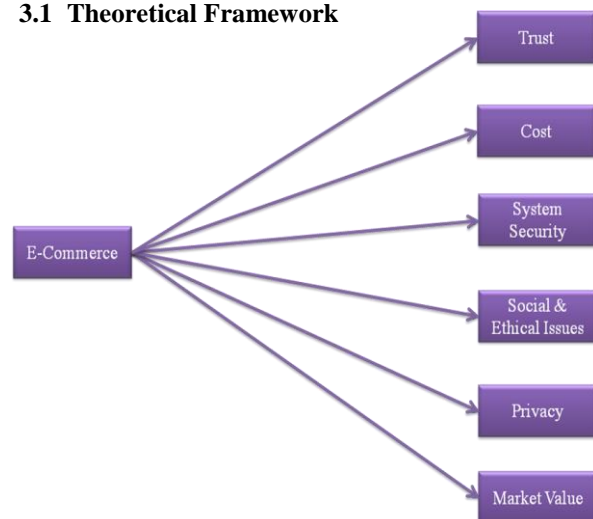 3.1 Theoretical Framework
Trust
Cost
System
Security
E-Commerce
Social &
Ethical Issues
Privacy
Market Value